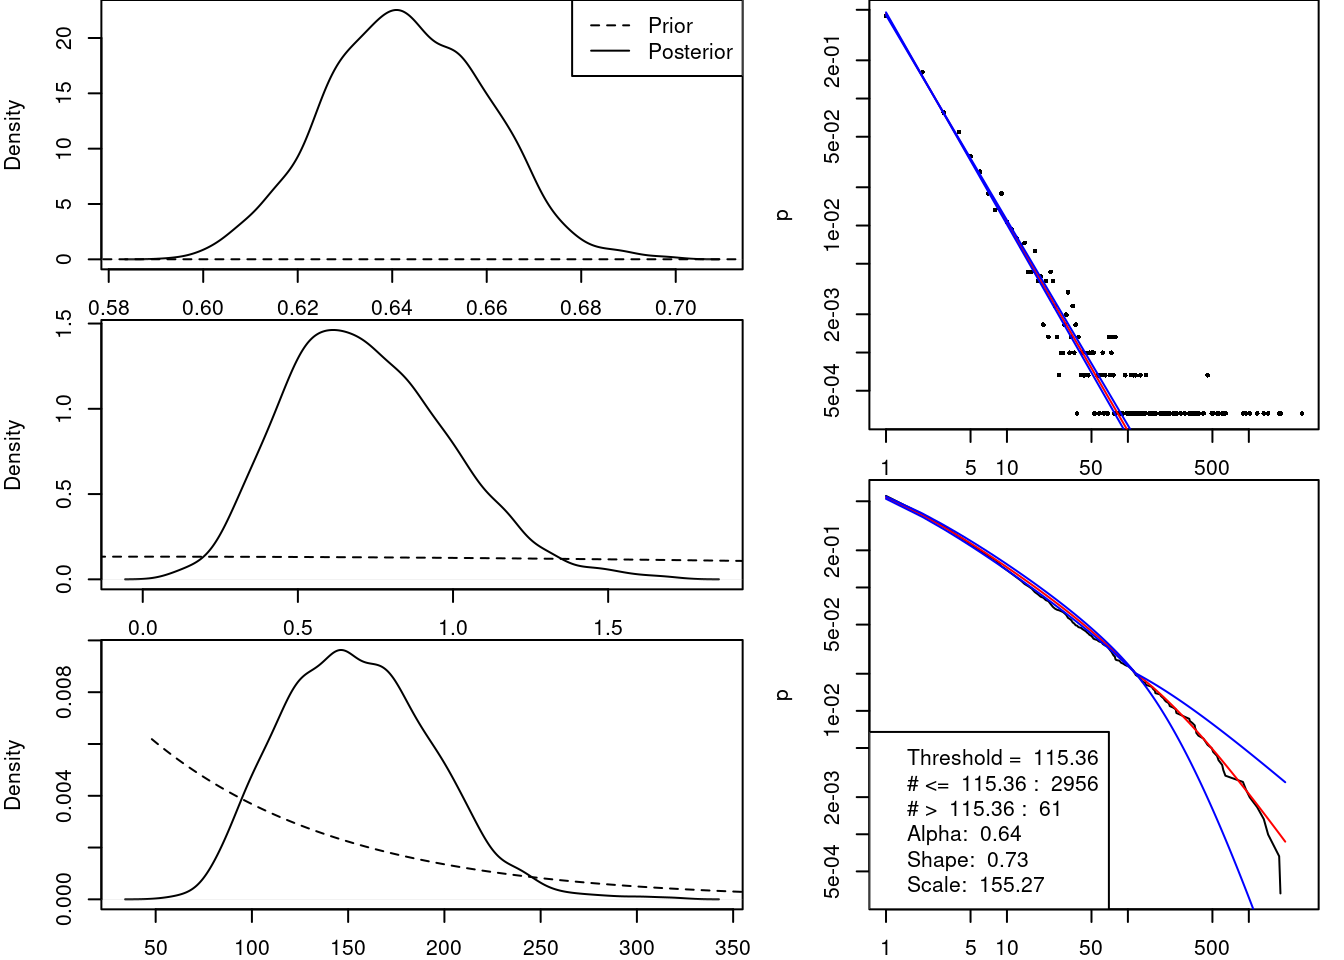 Density
20
15
10
5
0
Prior
Posterior
0.58 0.60 0.62 0.64 0.66 0.68 0.70
Density
1.5
1.0
0.5
0.0
0.0 0.5 1.0 1.5
Density
0.008
0.004
0.000
50 100 150 200 250 300 350
p
2e-01
5e-02
1e-02
2e-03
5e-04
1 5 10 50 500
p
2e-01
5e-02
1e-02
2e-03
5e-04
Threshold = 115.36
# <= 115.36 : 2956
# > 115.36 : 61
Alpha: 0.64
Shape: 0.73
Scale: 155.27
1 5 10 50 500